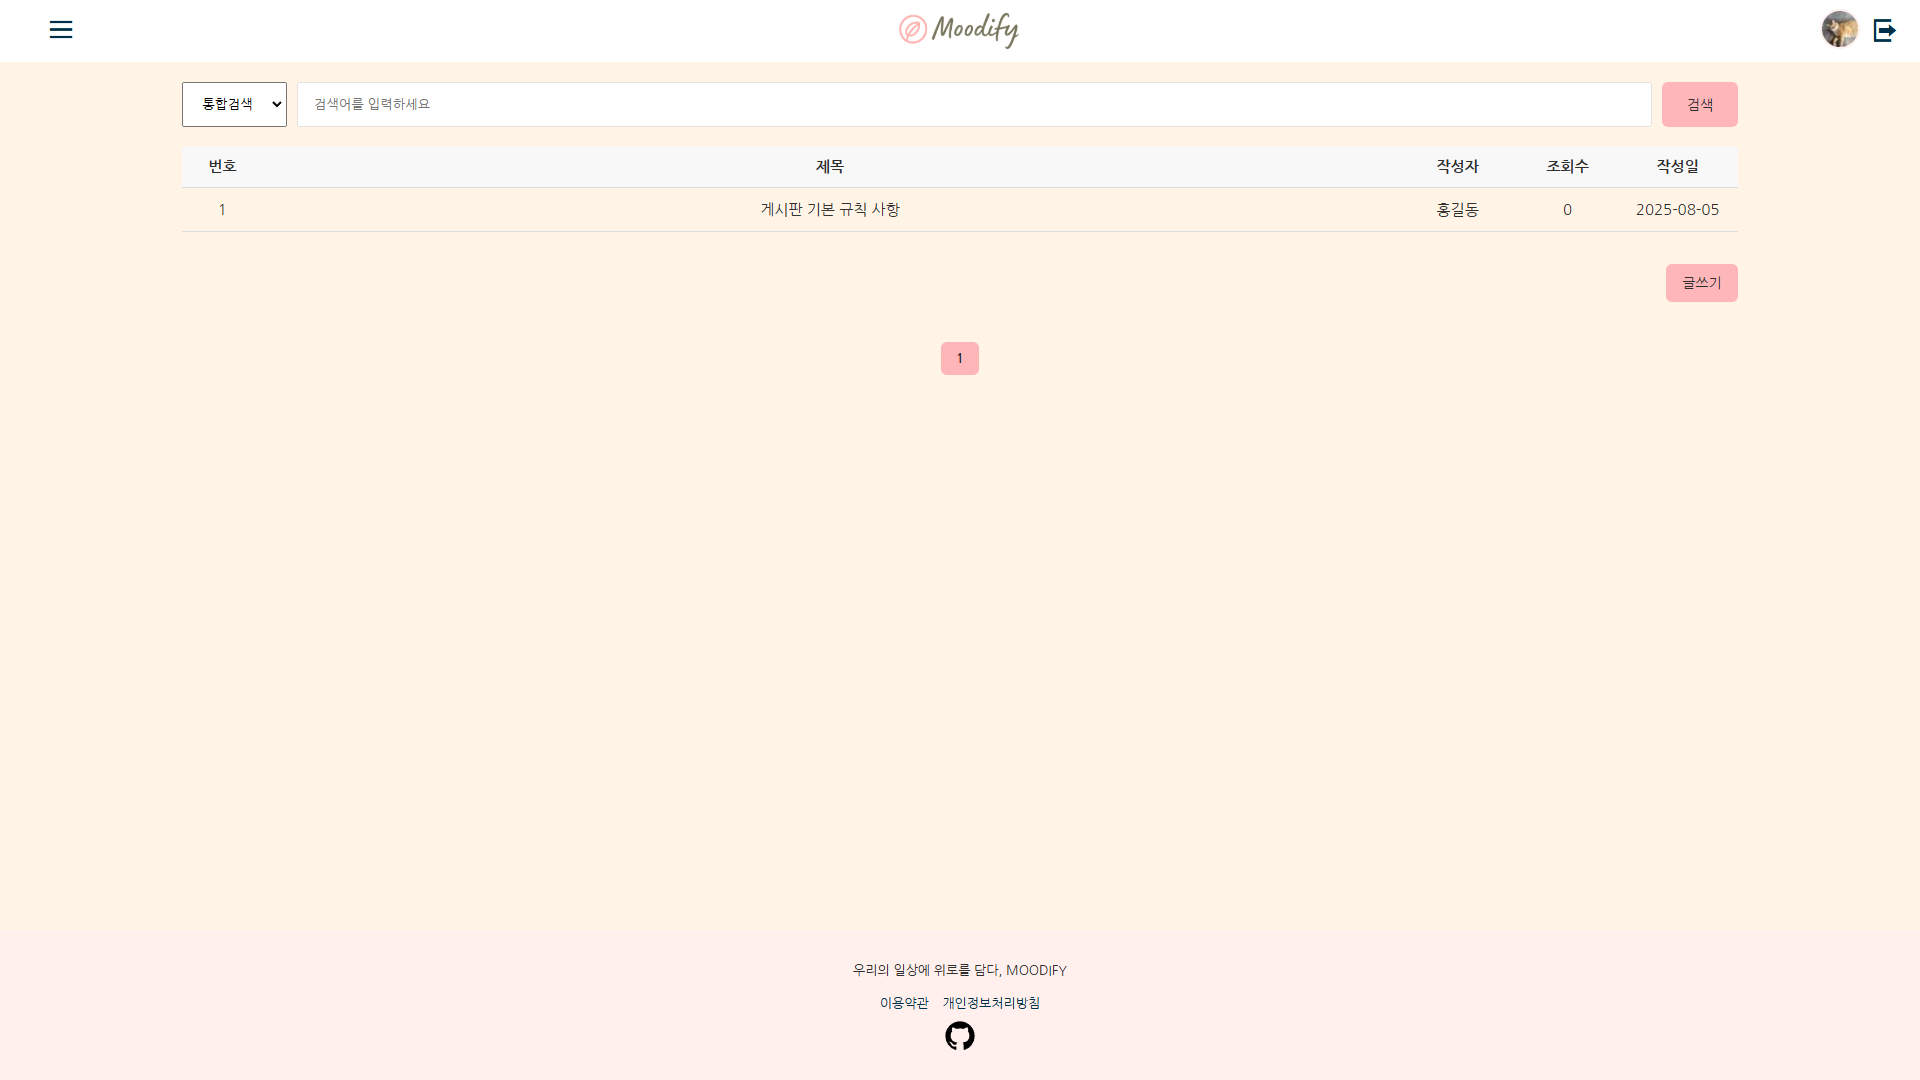 Moodify
통합검색
검색어를 입력하세요
검색
번호 제목 작성자 조회수 작성일
1 게시판 기본 규칙 사항 홍길동 0 2025-08-05
글쓰기
1
우리의 일상에 위로를 담다, MOODIFY
이용약관 개인정보처리방침